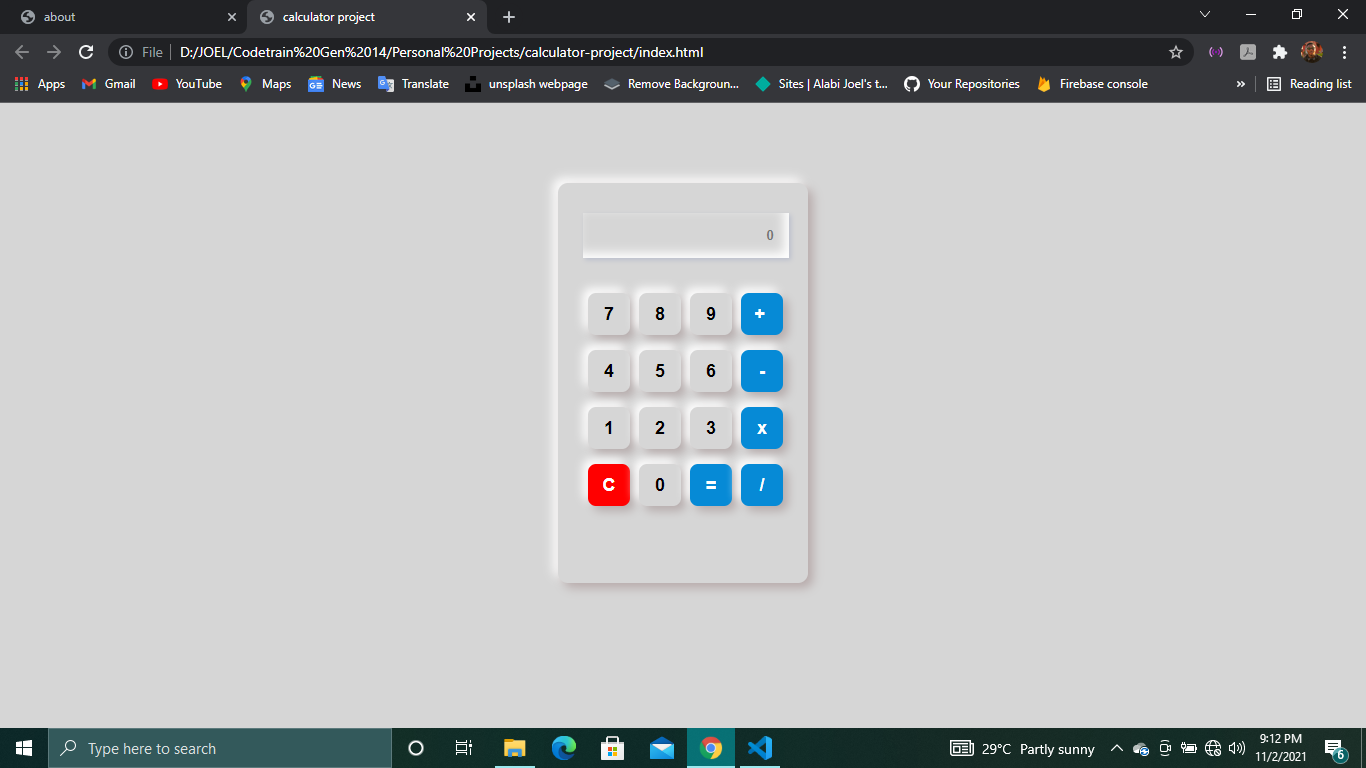 about
calculator project
File D:/JOEL/Codetrain%20Gen%2014/Personal%20Projects/calculator-project/index.html
Apps Gmail YouTube Maps News Translate unsplash webpage Remove Backgroun... Sites | Alabi Joel's t... Your Repositories Firebase console » Reading list
0
7 8 9 +
4 5 6 -
1 2 3 x
C 0 = /
Type here to search
29°C Partly sunny
9:12 PM
11/2/2021
6